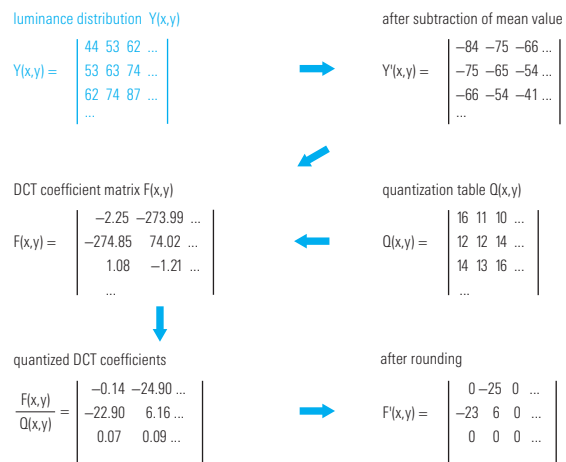 luminance distribution Y(x,y)
Y(x,y) =
44 53 62 ...
53 63 74 ...
62 74 87 ...
...
after subtraction of mean value
Y'(x,y) =
–84 –75 –66 ...
–75 –65 –54 ...
–66 –54 –41 ...
...
DCT coefficient matrix F(x,y)
F(x,y) =
–2.25 –273.99 ...
–274.85 74.02 ...
1.08 –1.21 ...
...
quantization table Q(x,y)
Q(x,y) =
16 11 10 ...
12 12 14 ...
14 13 16 ...
...
quantized DCT coefficients
F(x,y)
Q(x,y)
=
–0.14 –24.90 ...
–22.90 6.16 ...
0.07 0.09 ...
after rounding
F'(x,y) =
0 –25 0 ...
–23 6 0 ...
0 0 0 ...